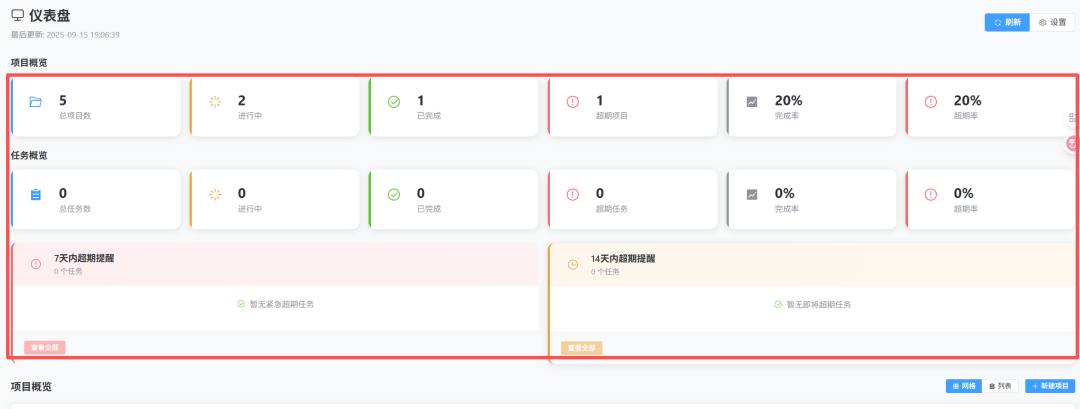 仪表盘
最后更新: 2025-09-15 19:06:39
刷新 设置
项目概览
5 2 1 1 20% 20%
总项目数 进行中 已完成 超期项目 完成率 超期率
任务概览
0 0 0 0 0% 0%
总任务数 进行中 已完成 超期任务 完成率 超期率
7天内超期提醒 14天内超期提醒
0 个任务 0 个任务
暂无紧急超期任务 暂无即将超期任务
查看全部 查看全部
项目概览 网格 列表 + 新建项目